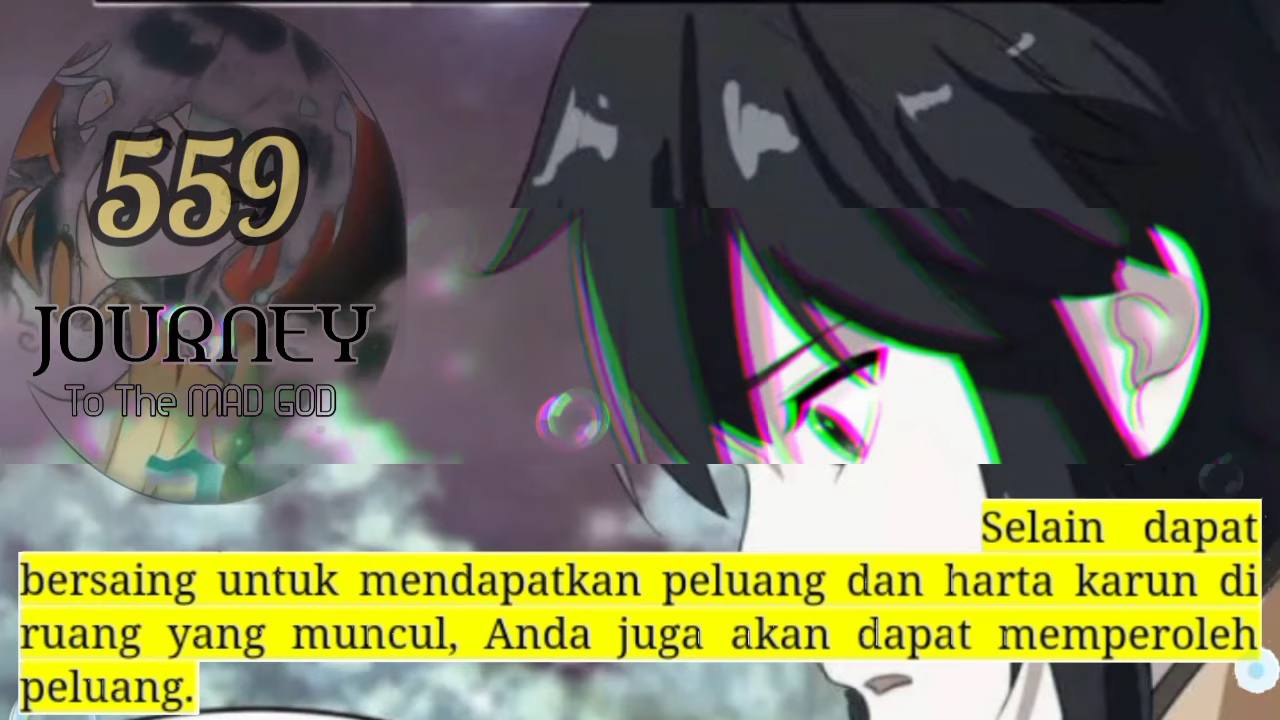 559
JOURNEY
To The MAD GOD
Selain dapat
bersaing untuk mendapatkan peluang dan harta karun di
ruang yang muncul, Anda juga akan dapat memperoleh
peluang.